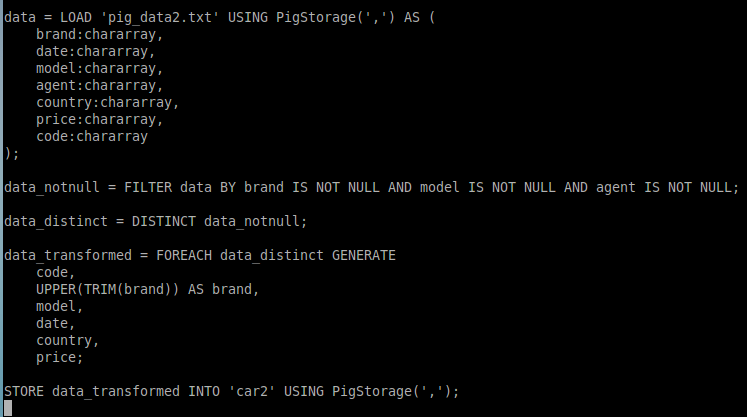 data = LOAD 'pig_data2.txt' USING PigStorage(',') AS (
    brand:chararray,
    date:chararray,
    model:chararray,
    agent:chararray,
    country:chararray,
    price:chararray,
    code:chararray
);

data_notnull = FILTER data BY brand IS NOT NULL AND model IS NOT NULL AND agent IS NOT NULL;

data_distinct = DISTINCT data_notnull;

data_transformed = FOREACH data_distinct GENERATE
    code,
    UPPER(TRIM(brand)) AS brand,
    model,
    date,
    country,
    price;

STORE data_transformed INTO 'car2' USING PigStorage(',');